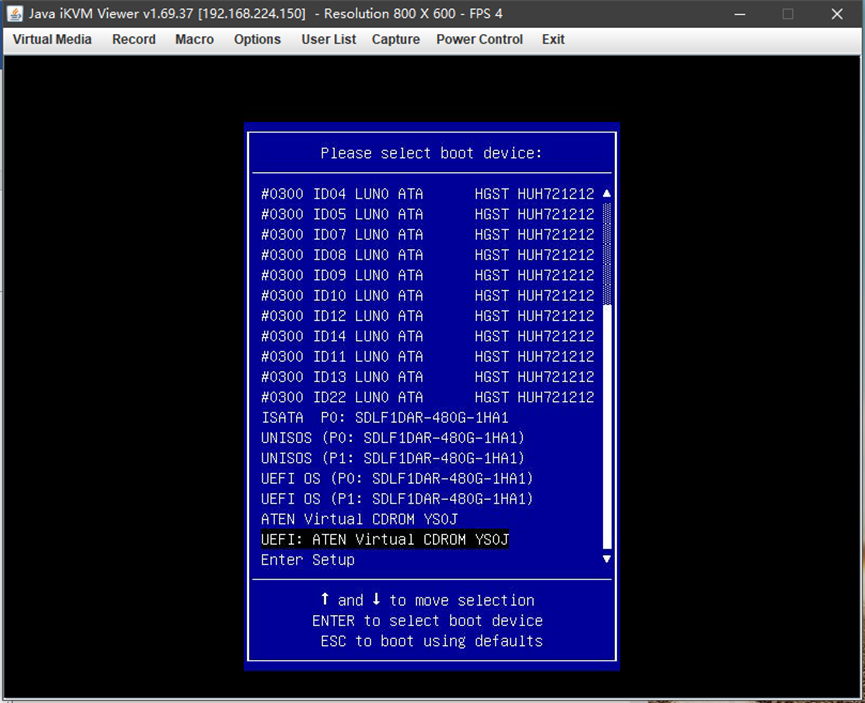 Java iKVM Viewer v1.69.37 [192.168.224.150] - Resolution 800 X 600 - FPS 4
Virtual Media Record Macro Options User List Capture Power Control Exit
Please select boot device:
#0300 ID04 LUN0 ATA HGST HUH721212
#0300 ID05 LUN0 ATA HGST HUH721212
#0300 ID07 LUN0 ATA HGST HUH721212
#0300 ID08 LUN0 ATA HGST HUH721212
#0300 ID09 LUN0 ATA HGST HUH721212
#0300 ID10 LUN0 ATA HGST HUH721212
#0300 ID12 LUN0 ATA HGST HUH721212
#0300 ID14 LUN0 ATA HGST HUH721212
#0300 ID11 LUN0 ATA HGST HUH721212
#0300 ID13 LUN0 ATA HGST HUH721212
#0300 ID22 LUN0 ATA HGST HUH721212
ISATA P0: SDLF1DAR-480G-1HA1
UNISOS (P0: SDLF1DAR-480G-1HA1)
UNISOS (P1: SDLF1DAR-480G-1HA1)
UEFI OS (P0: SDLF1DAR-480G-1HA1)
UEFI OS (P1: SDLF1DAR-480G-1HA1)
ATEN Virtual CDROM YS0J
UEFI: ATEN Virtual CDROM YS0J
Enter Setup
↑ and ↓ to move selection
ENTER to select boot device
ESC to boot using defaults